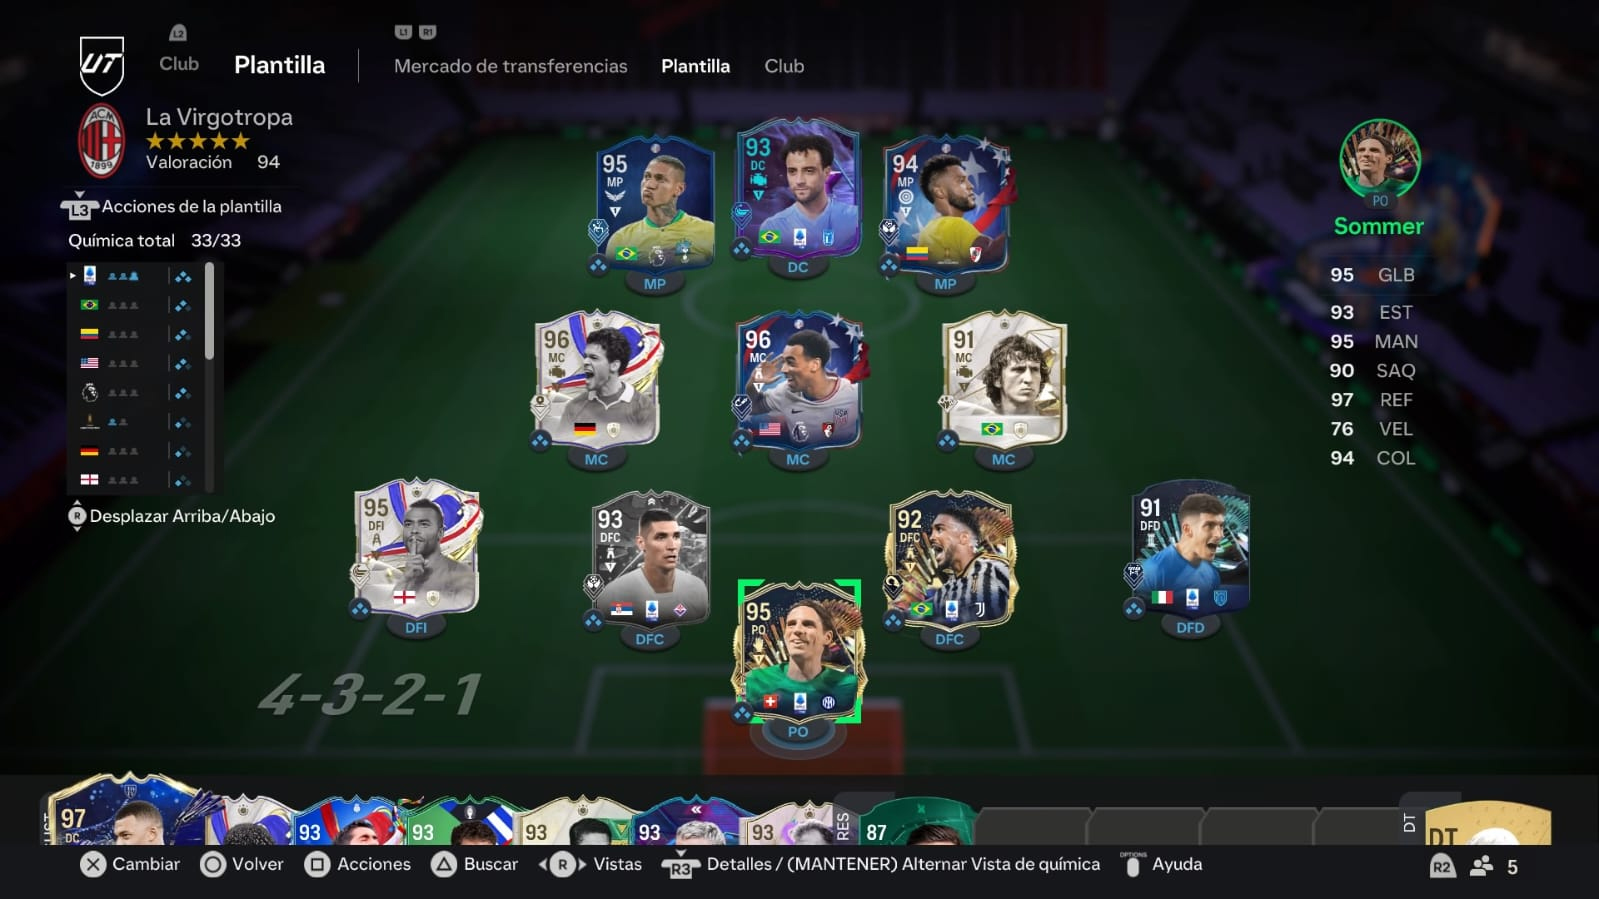 L2
L1 R1
UT
Club Plantilla Mercado de transferencias Plantilla Club
ACM
1899
La Virgotropa
Valoración 94
L3 Acciones de la plantilla
Química total 33/33
R Desplazar Arriba/Abajo
95
MP
MP
93
DC
DC
94
MP
MP
96
MC
MC
96
MC
USA
MC
91
MC
MC
95
DFI
DFI
93
DFC
DFC
92
DFC
DFC
91
DFD
DFD
95
PO
PO
4-3-2-1
PO
Sommer
95 GLB
93 EST
95 MAN
90 SAQ
97 REF
76 VEL
94 COL
97
DC
93
93
93
93
93
RES
87
DT
DT
Cambiar Volver Acciones Buscar R Vistas R3 Detalles / (MANTENER) Alternar Vista de química OPTIONS Ayuda R2 5